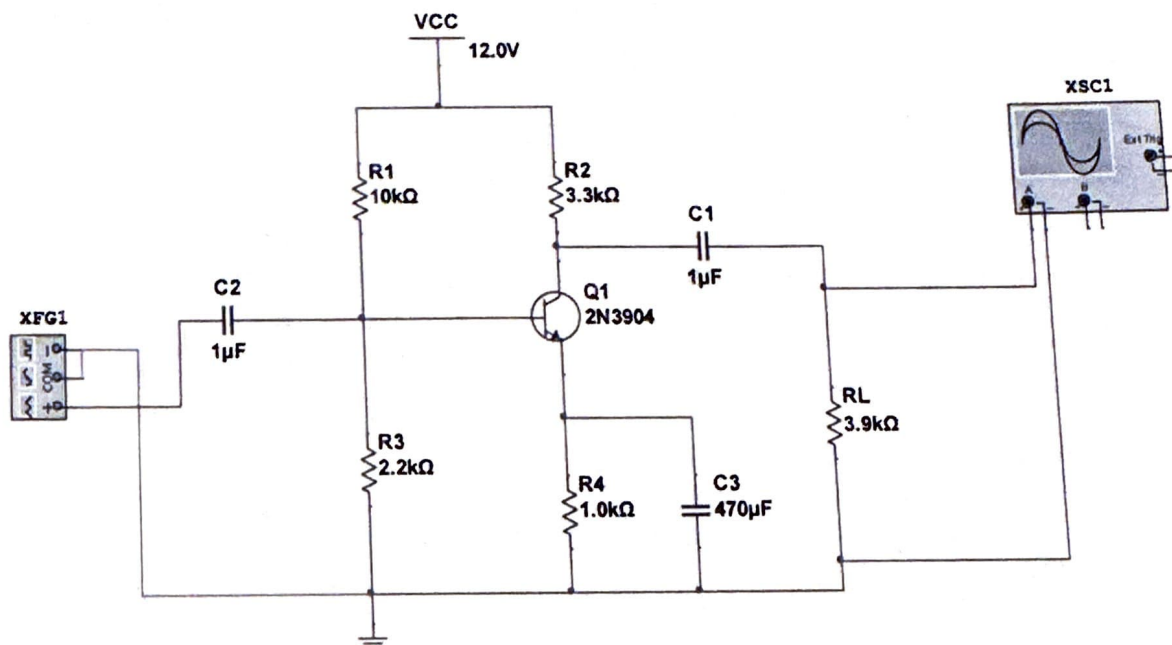 VCC
12.0V
XSC1
Ext Trig
A
B
R1
10kΩ
R2
3.3kΩ
C1
1µF
C2
1µF
Q1
2N3904
XFG1
COM
+
R3
2.2kΩ
RL
3.9kΩ
R4
1.0kΩ
C3
470µF